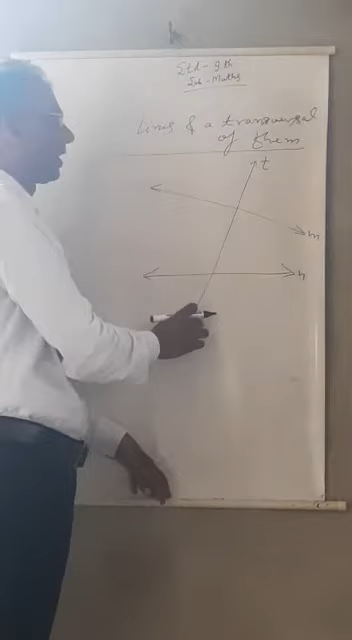 Std - 9th
Sub - Maths
Lines & a transversal
of them
t
m
n